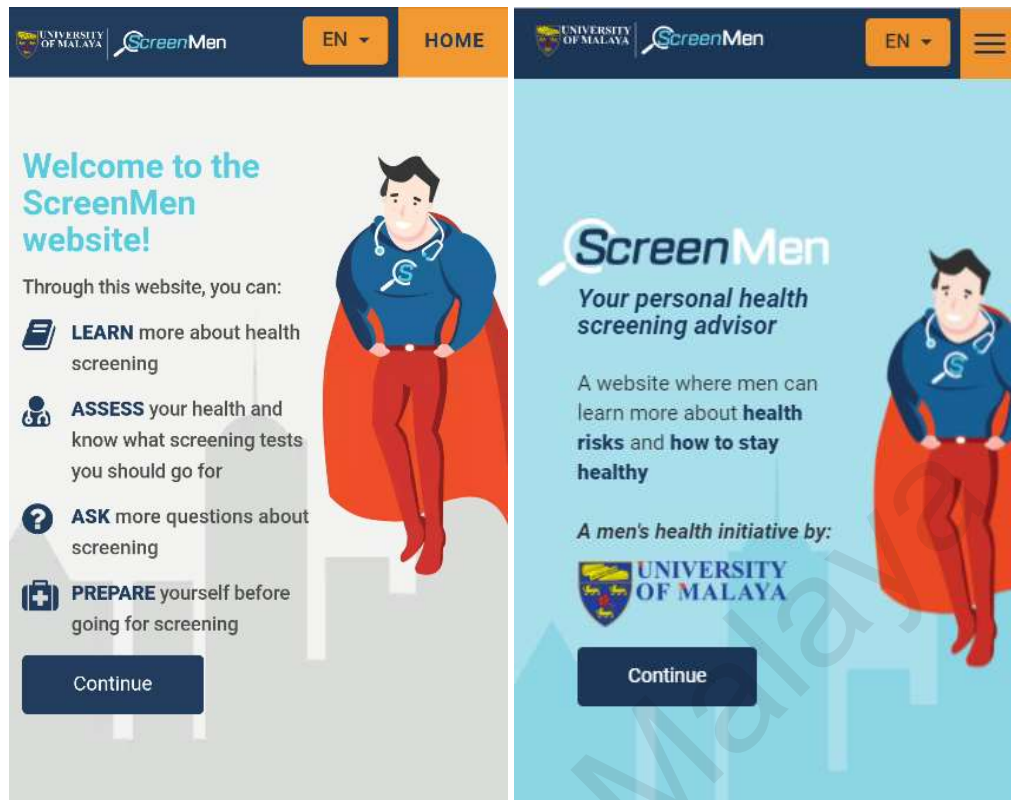 UNIVERSITY
OF MALAYA
ScreenMen
EN
HOME
Welcome to the
ScreenMen
website!
Through this website, you can:
LEARN more about health
screening
ASSESS your health and
know what screening tests
you should go for
ASK more questions about
screening
PREPARE yourself before
going for screening
Continue
S
UNIVERSITY
OF MALAYA
ScreenMen
EN
ScreenMen
Your personal health
screening advisor
A website where men can
learn more about health
risks and how to stay
healthy
A men's health initiative by:
UNIVERSITY
OF MALAYA
Continue
S
Malaya